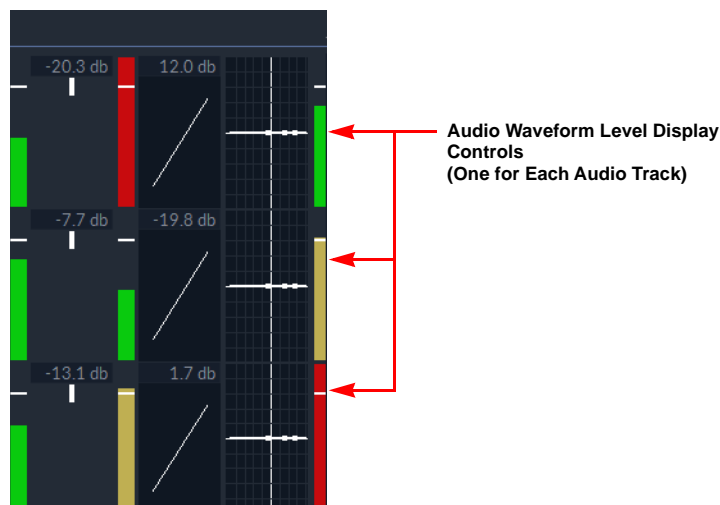 -20.3 db 12.0 db
Audio Waveform Level Display
Controls
(One for Each Audio Track)
-7.7 db -19.8 db
-13.1 db 1.7 db